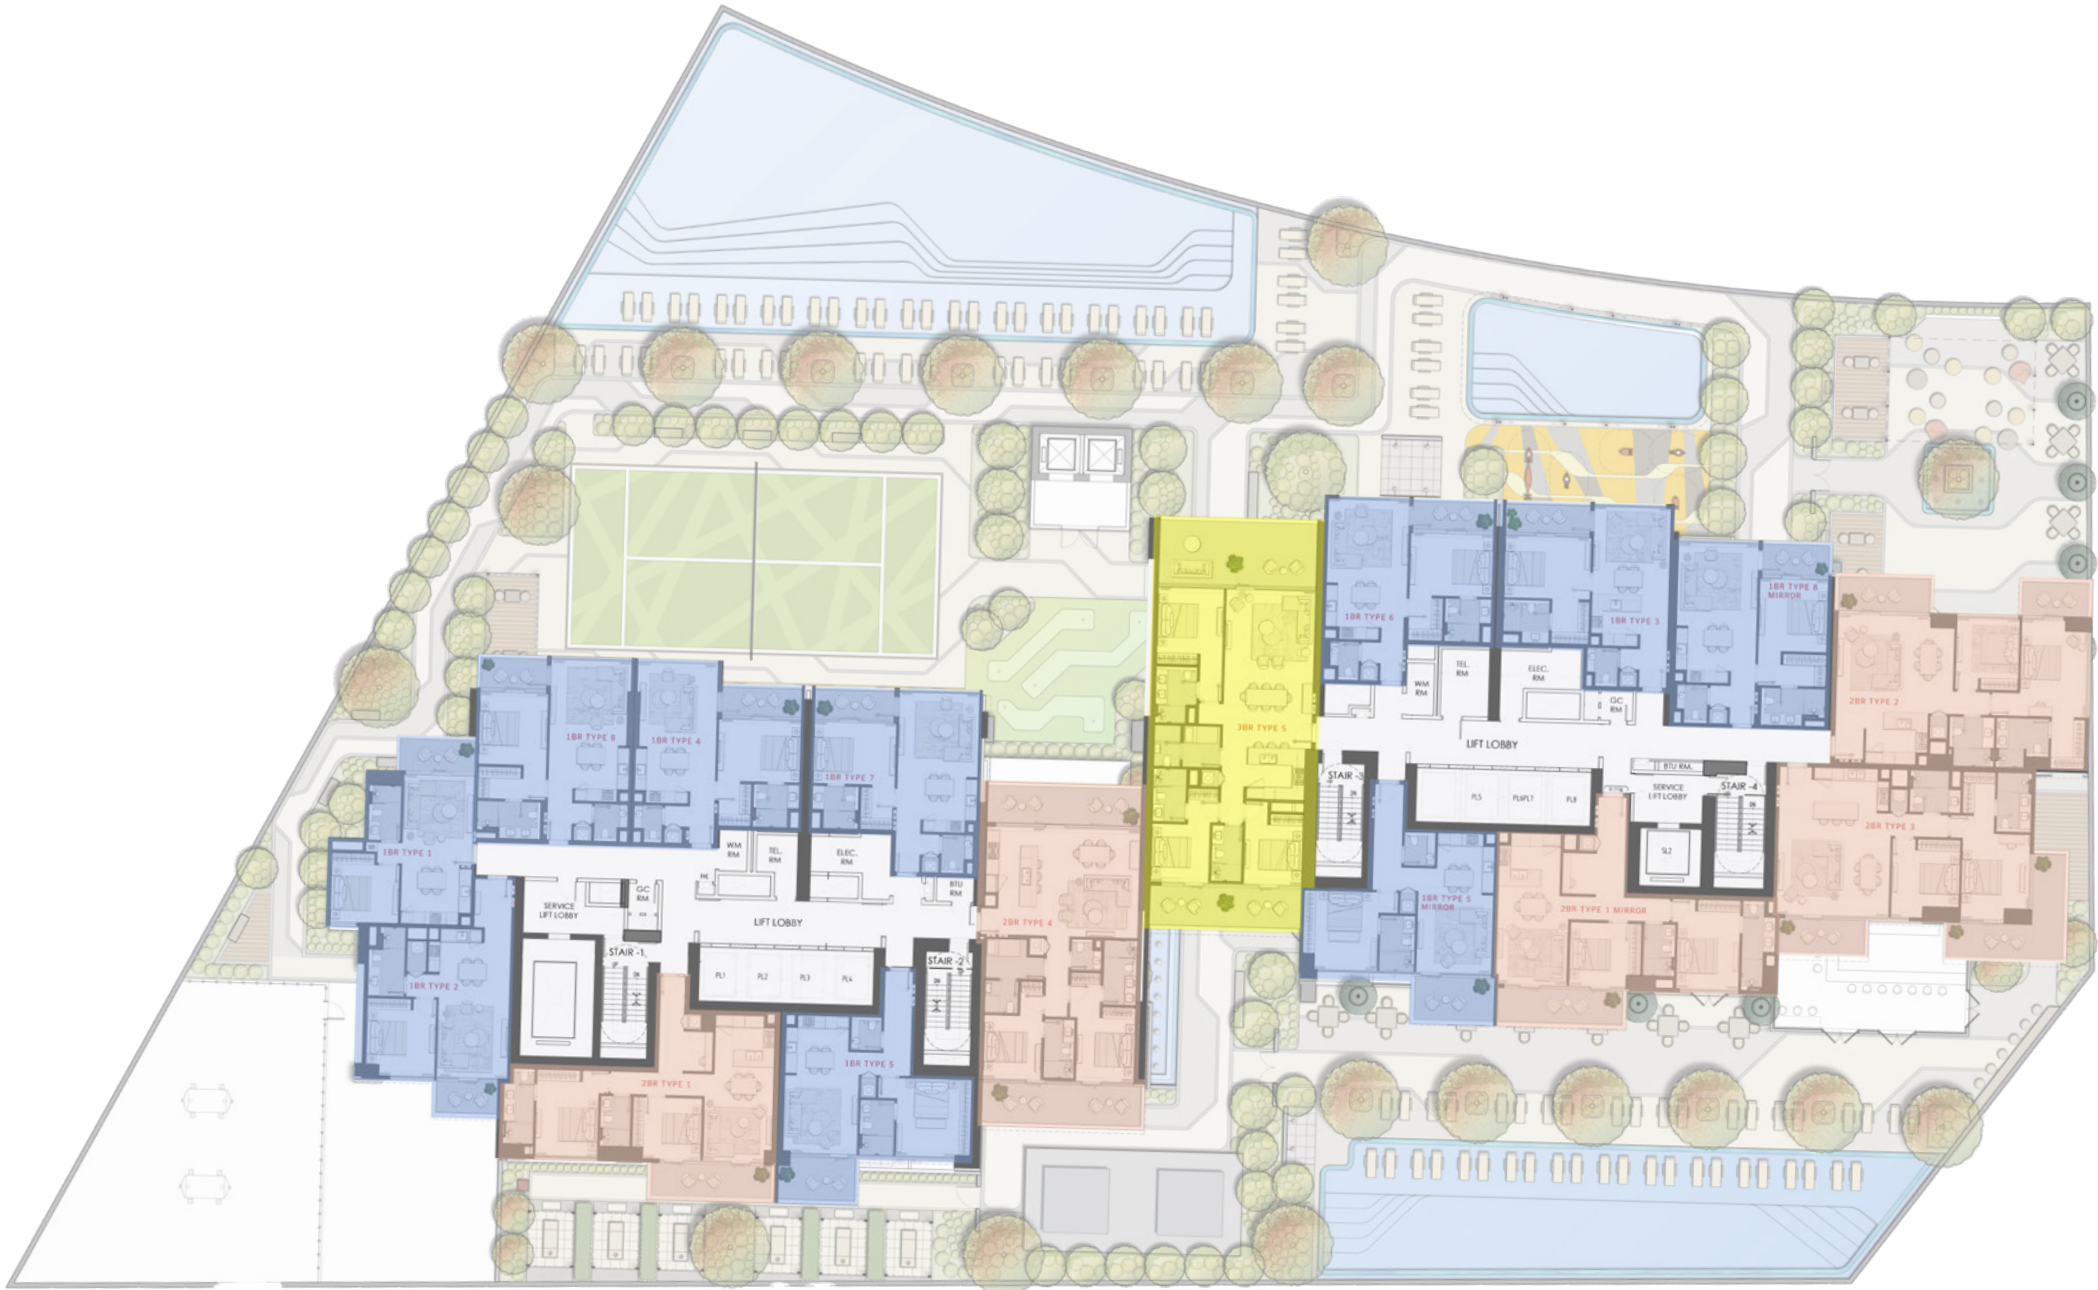 1BR TYPE 8
MIRROR
1BR TYPE 6
1BR TYPE 3
TEL.
RM
ELEC.
RM
WM
RM
GC
RM
2BR TYPE 2
3BR TYPE 5
LIFT LOBBY
BTU RM.
STAIR -3
STAIR -4
SERVICE
LIFT LOBBY
PL5
PL6
PL7
PL8
DN
DN
2BR TYPE 3
SL2
1BR TYPE 5
MIRROR
2BR TYPE 1 MIRROR
1BR TYPE 8
1BR TYPE 4
1BR TYPE 7
1BR TYPE 1
WM
RM
TEL.
RM
ELEC.
RM
GC
RM
BTU
RM
SERVICE
LIFT LOBBY
LIFT LOBBY
2BR TYPE 4
STAIR -1
UP
DN
STAIR -2
DN
PL1
PL2
PL3
PL4
1BR TYPE 2
2BR TYPE 1
1BR TYPE 5